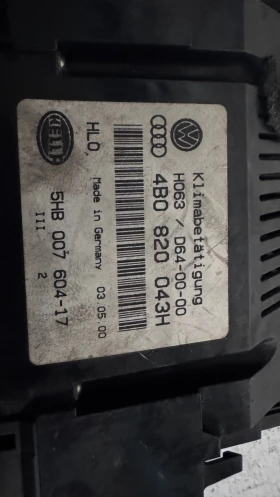 Klimabetätigung
H063 / D64-00-00
4B0 820 043H
HLO
Made in Germany 03.05.00
HELLA
5HB 007 604-17
III 2